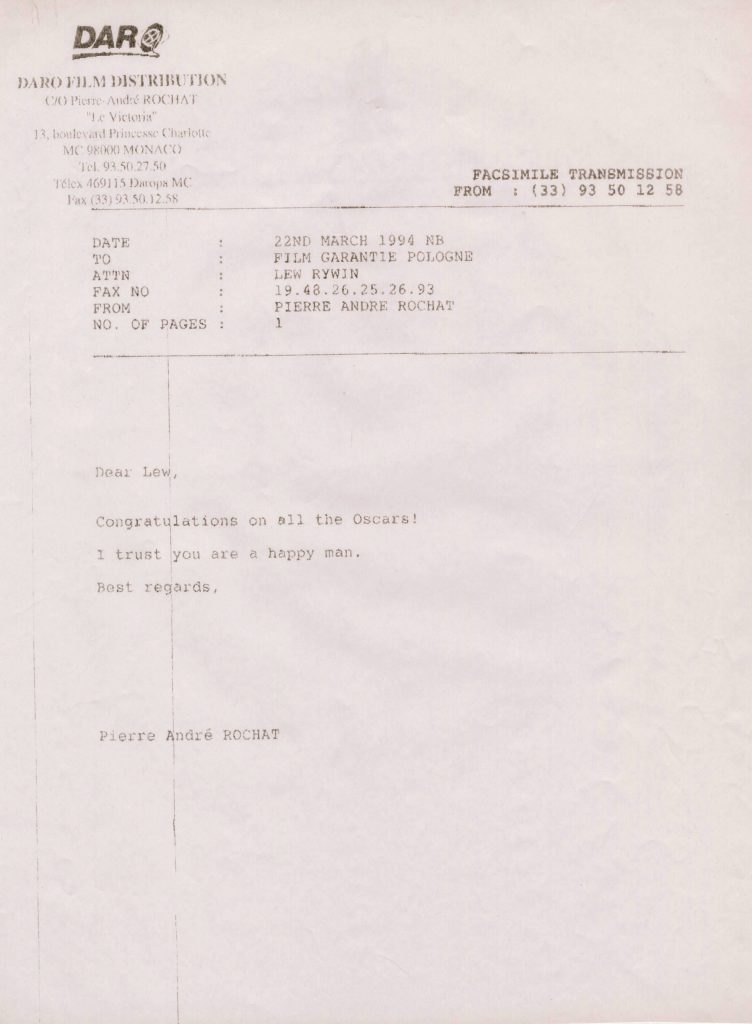 DARO
DARO FILM DISTRIBUTION
C/O Pierre-André ROCHAT
"Le Victoria"
13, boulevard Princesse Charlotte
MC 98000 MONACO
Tel. 93.50.27.50
Télex 469115 Daropa MC
Fax (33) 93.50.12.58
FACSIMILE TRANSMISSION
FROM : (33) 93 50 12 58
DATE : 22ND MARCH 1994 NB
TO : FILM GARANTIE POLOGNE
ATTN : LEW RYWIN
FAX NO : 19.48.26.25.26.93
FROM : PIERRE ANDRE ROCHAT
NO. OF PAGES : 1
Dear Lew,
Congratulations on all the Oscars!
I trust you are a happy man.
Best regards,
Pierre André ROCHAT